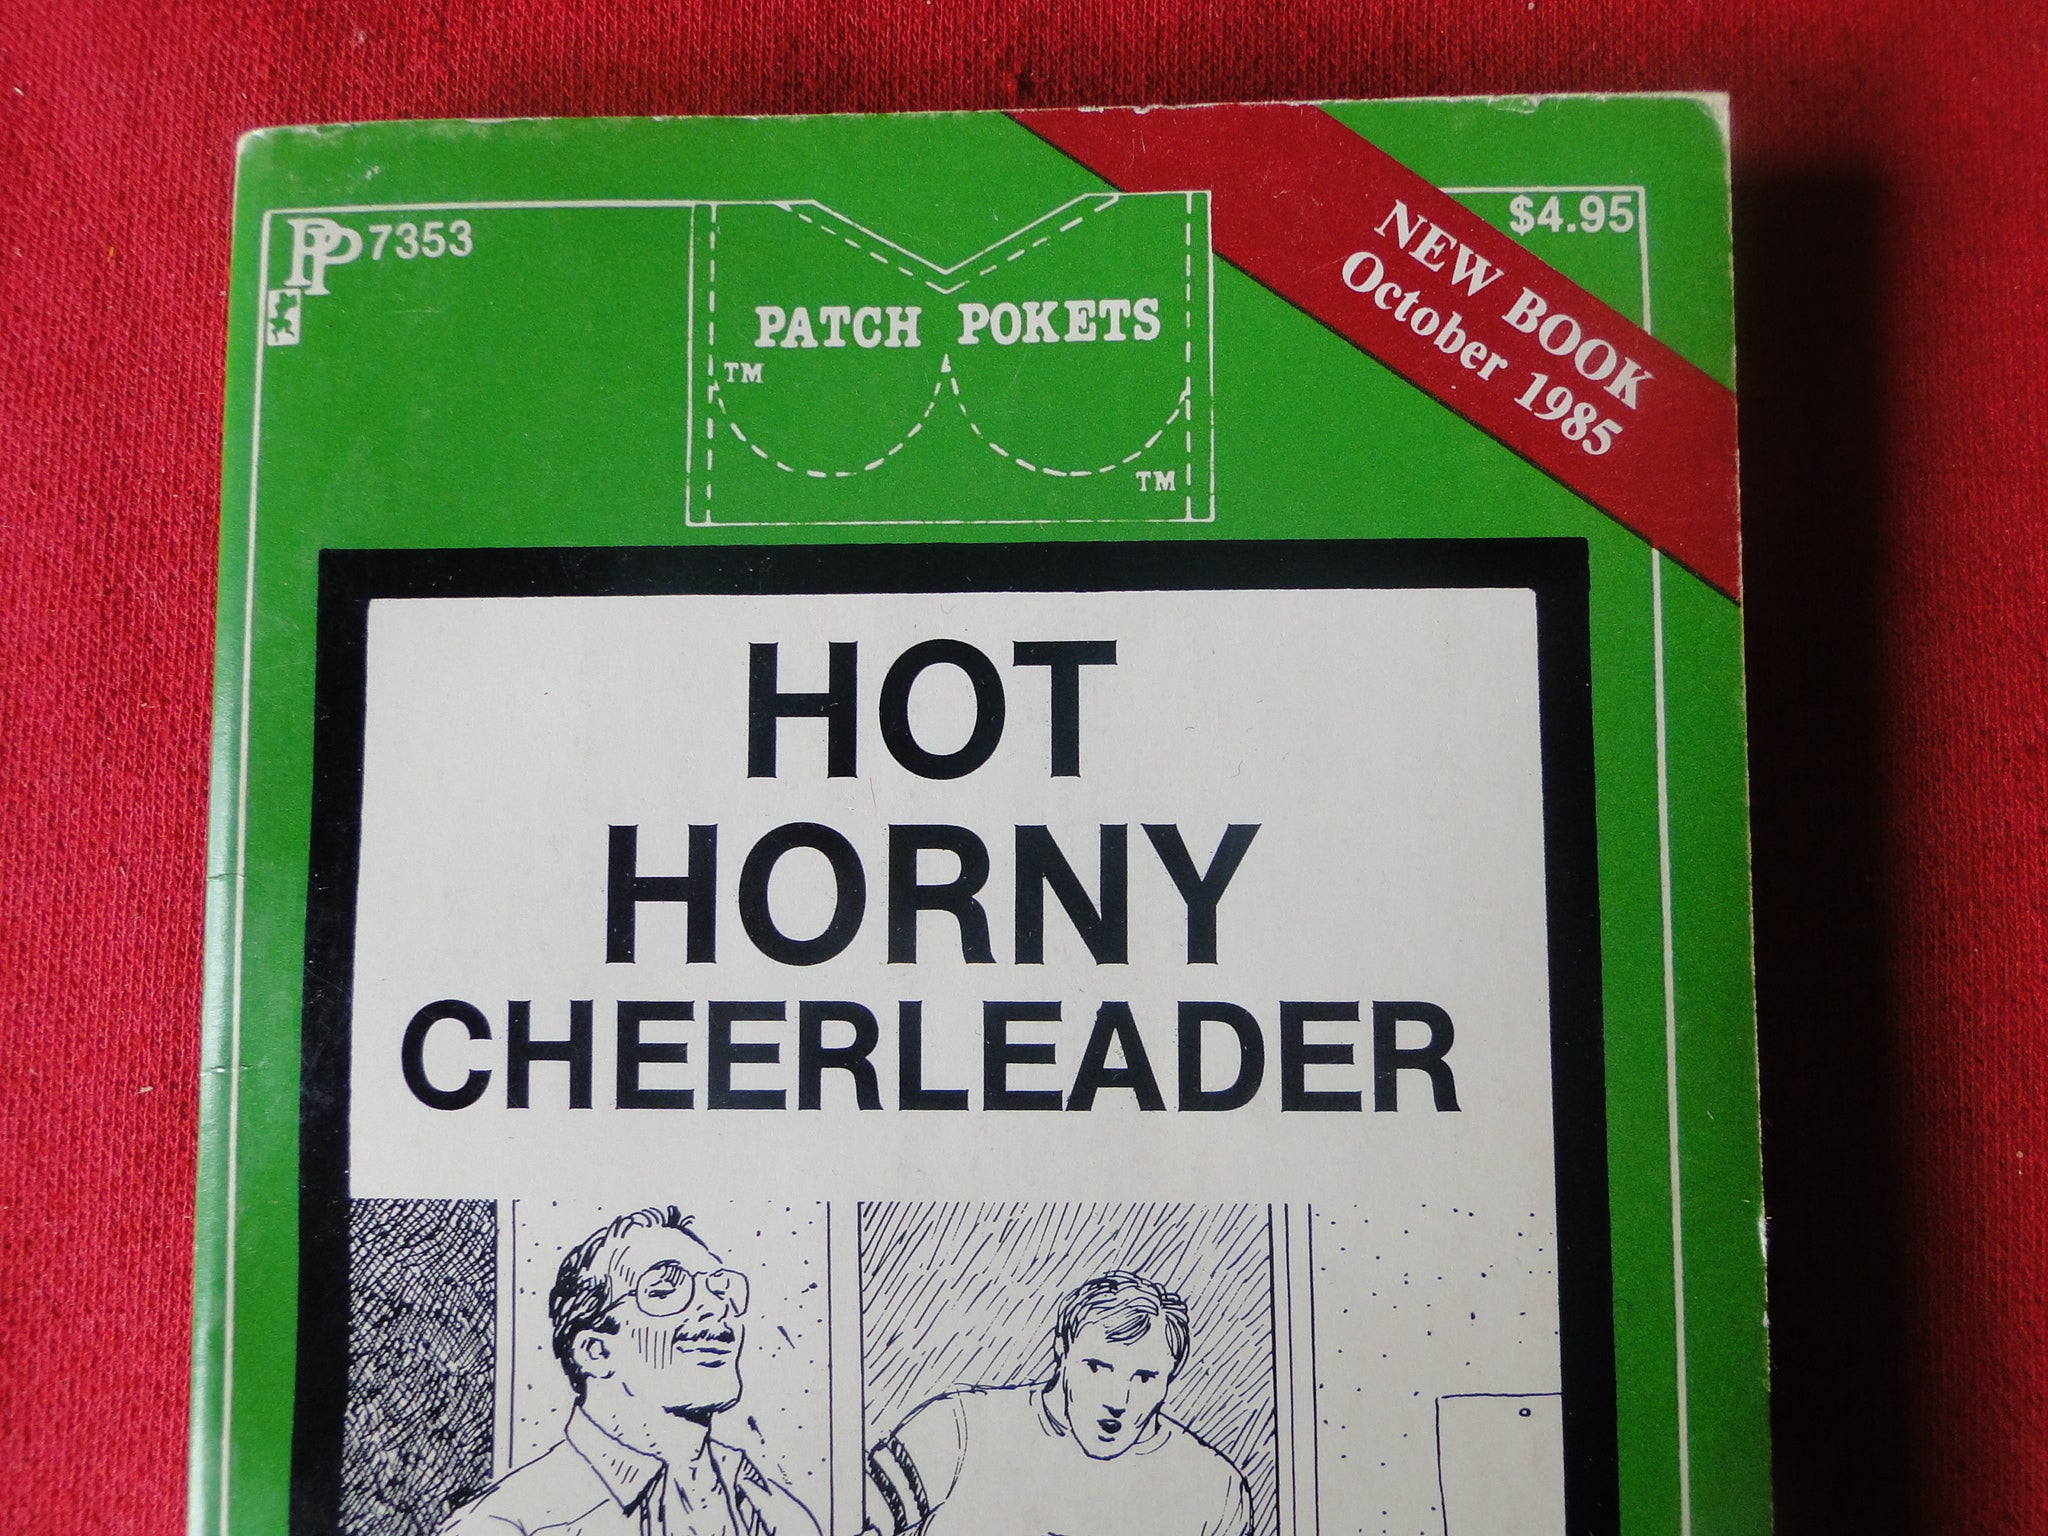 PP 7353
$4.95
NEW BOOK
October 1985
PATCH POKETS
TM
TM
HOT
HORNY
CHEERLEADER